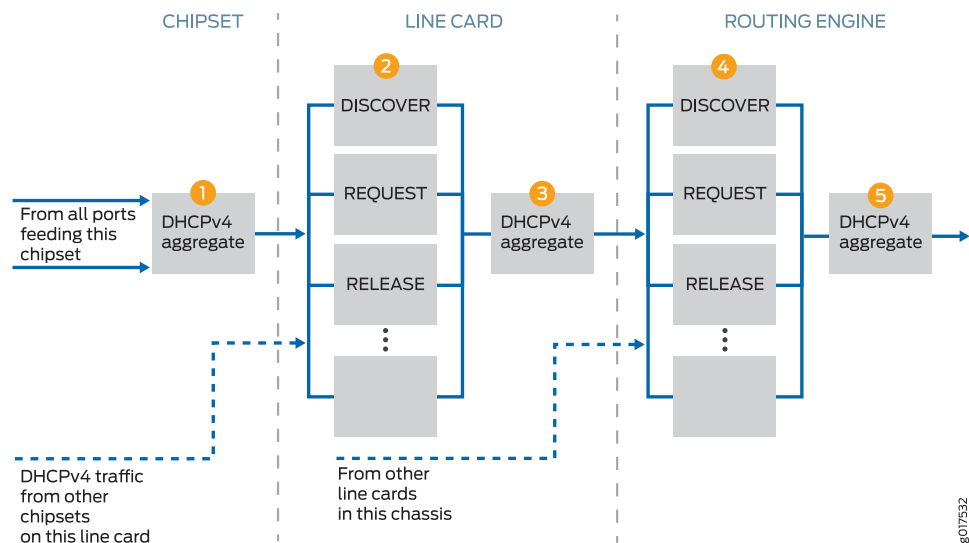 CHIPSET
LINE CARD
ROUTING ENGINE
1
From all ports
feeding this
chipset
DHCPv4
aggregate
2
DISCOVER
REQUEST
RELEASE
3
DHCPv4
aggregate
4
DISCOVER
REQUEST
RELEASE
5
DHCPv4
aggregate
DHCPv4 traffic
from other
chipsets
on this line card
From other
line cards
in this chassis
g017532